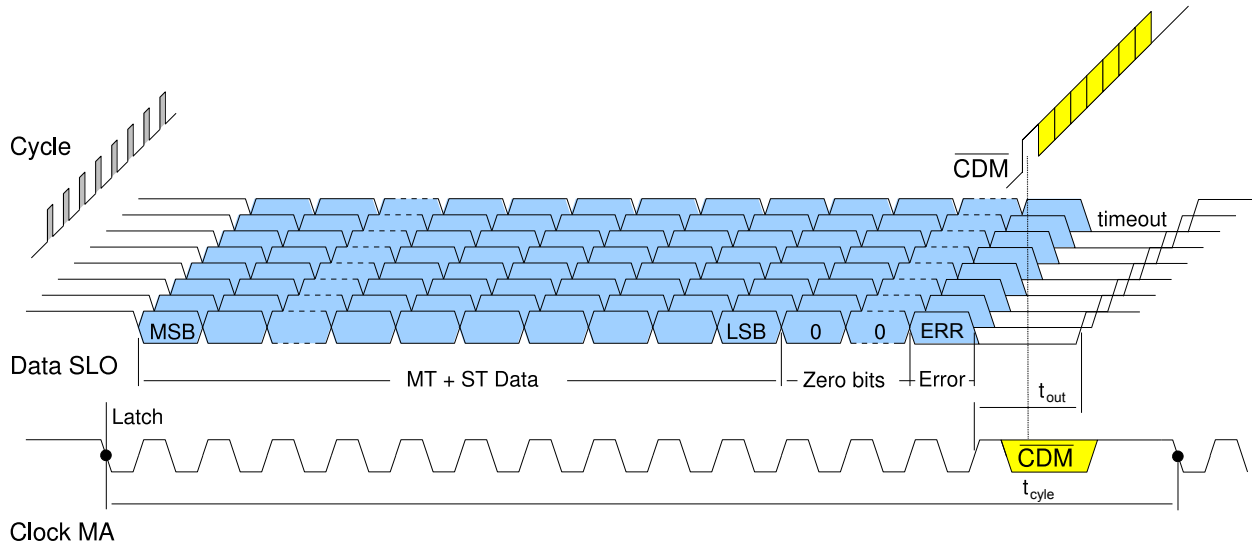 Cycle
CDM
timeout
MSB
LSB
0
0
ERR
Data SLO
MT + ST Data
Zero bits
Error
tout
Latch
CDM
tcyle
Clock MA